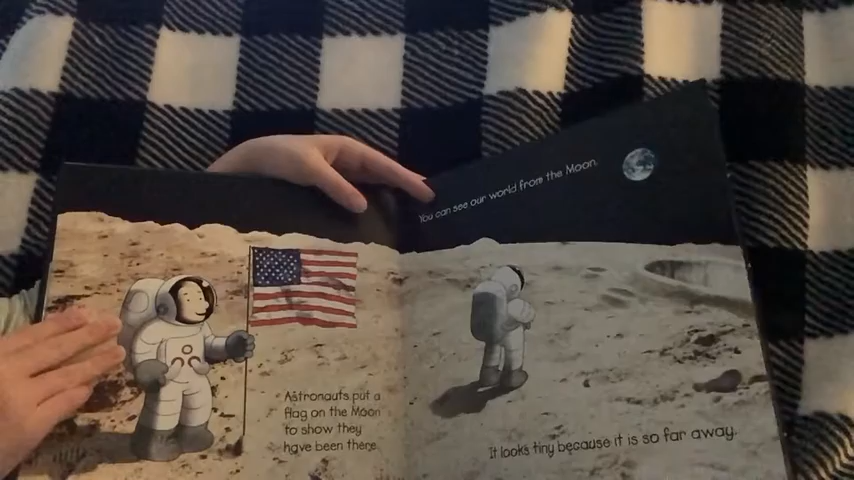 Astronauts put a
flag on the Moon
to show they
have been there.
You can see our world from the Moon.
It looks tiny because it is so far away.